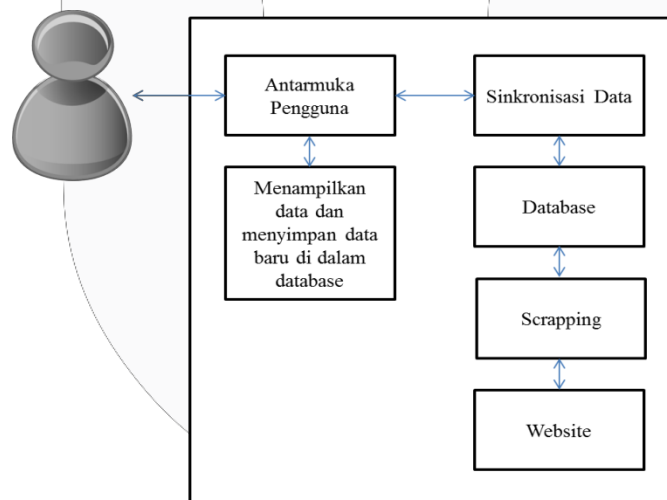 Antarmuka
Pengguna
Sinkronisasi Data
Menampilkan
data dan
menyimpan data
baru di dalam
database
Database
Scrapping
Website